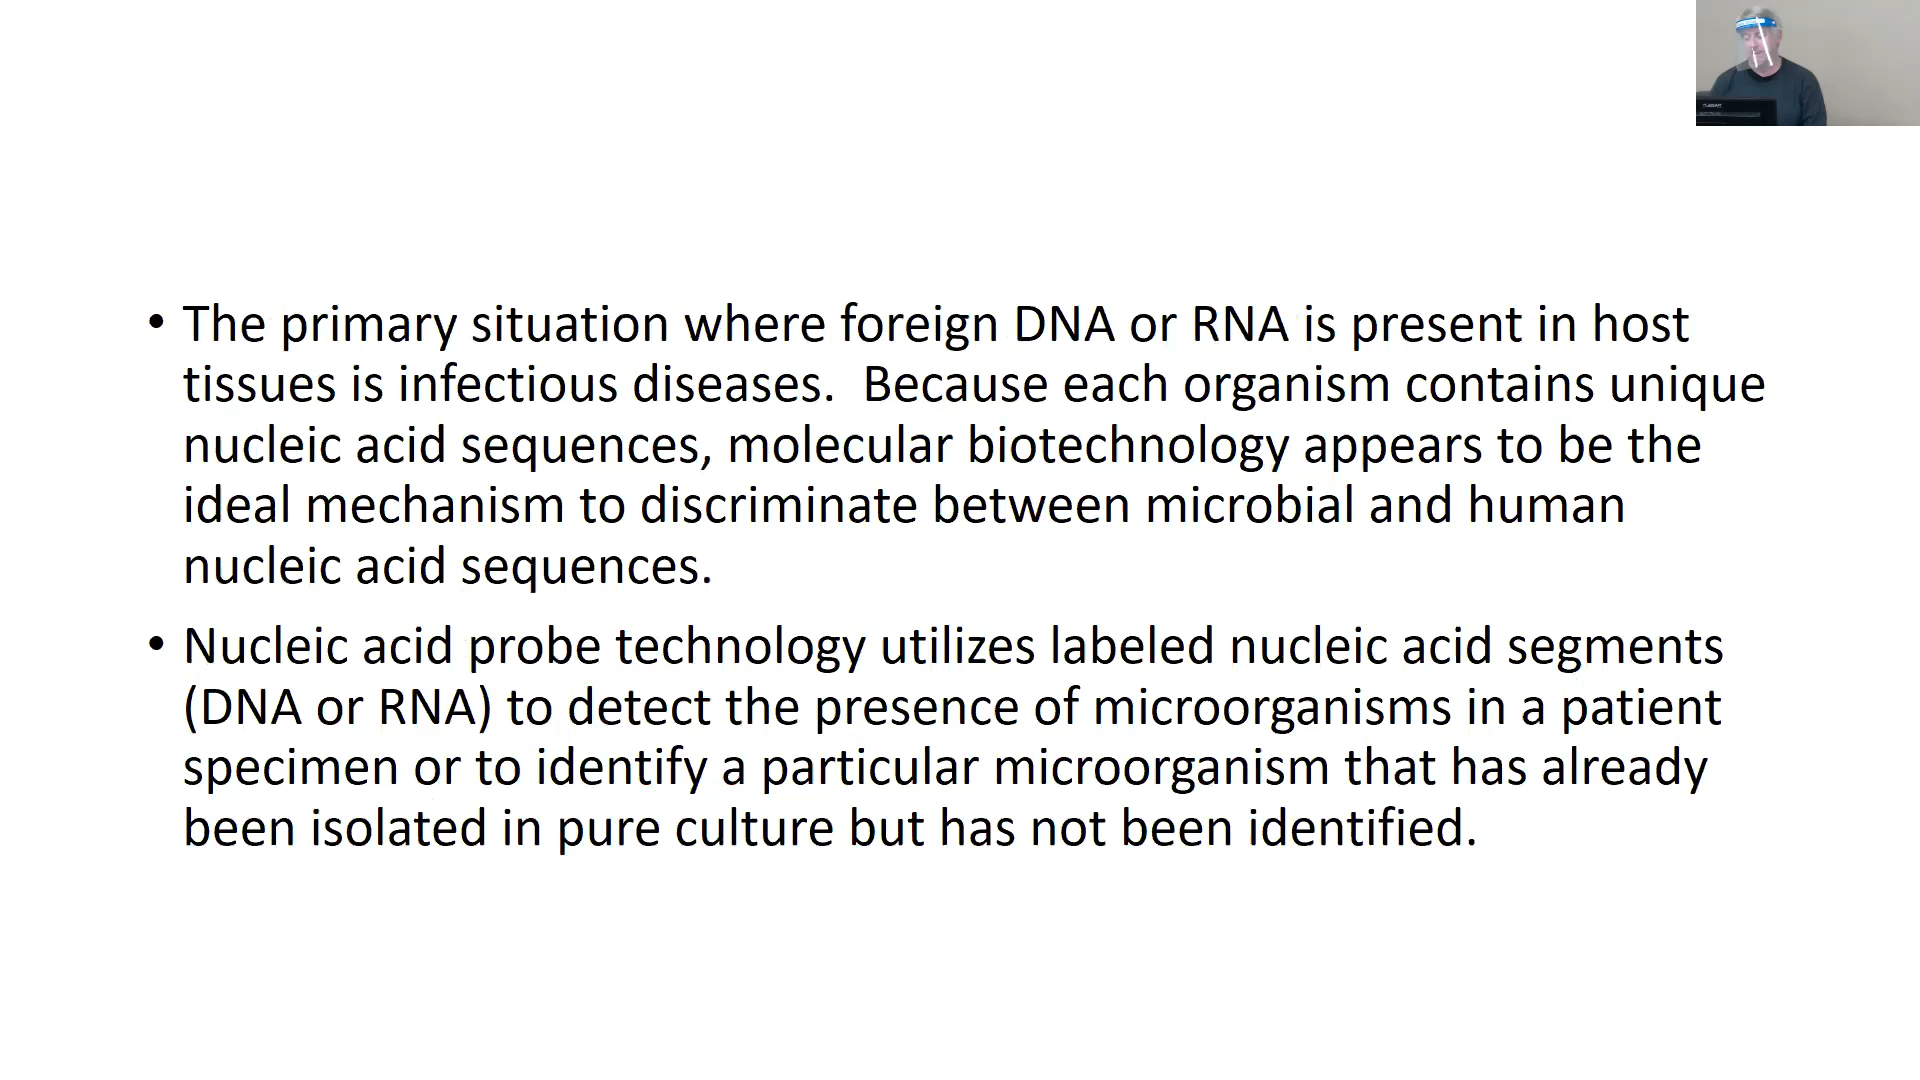 • The primary situation where foreign DNA or RNA is present in host
tissues is infectious diseases.  Because each organism contains unique
nucleic acid sequences, molecular biotechnology appears to be the
ideal mechanism to discriminate between microbial and human
nucleic acid sequences.
• Nucleic acid probe technology utilizes labeled nucleic acid segments
(DNA or RNA) to detect the presence of microorganisms in a patient
specimen or to identify a particular microorganism that has already
been isolated in pure culture but has not been identified.